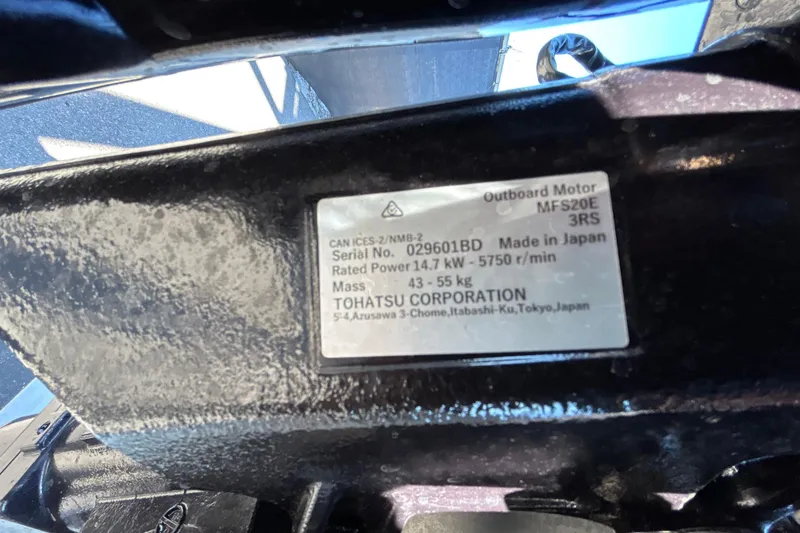 Outboard Motor
MFS20E
3RS
CAN ICES-2/NMB-2
Serial No. 029601BD Made in Japan
Rated Power 14.7 kW - 5750 r/min
Mass 43 - 55 kg
TOHATSU CORPORATION
5-4,Azusawa 3-Chome,Itabashi-Ku,Tokyo,Japan